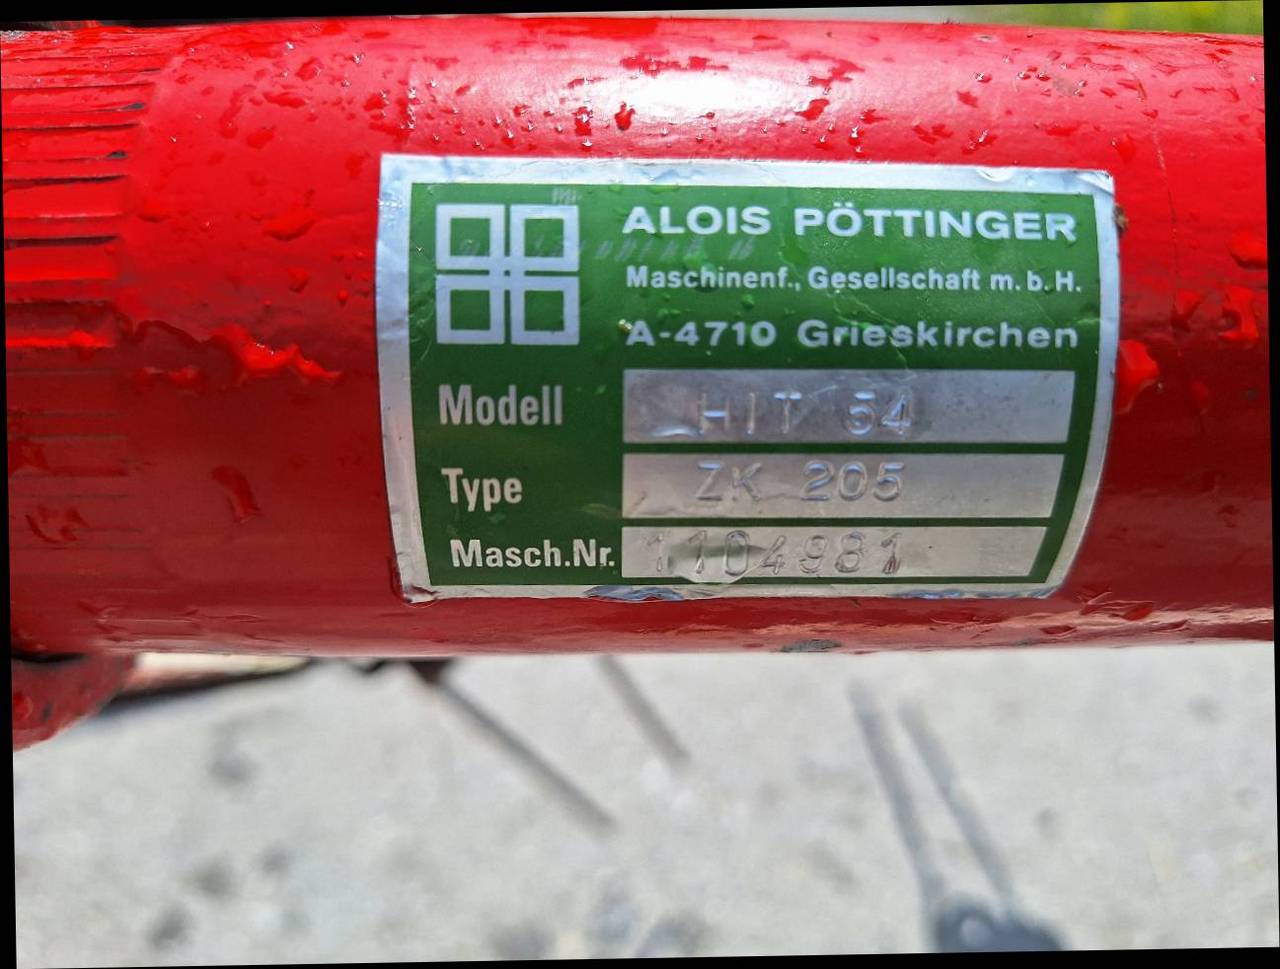 ALOIS PÖTTINGER
Maschinenf., Gesellschaft m.b.H.
A-4710 Grieskirchen
Modell HIT 54
Type ZK 205
Masch.Nr. 1104981